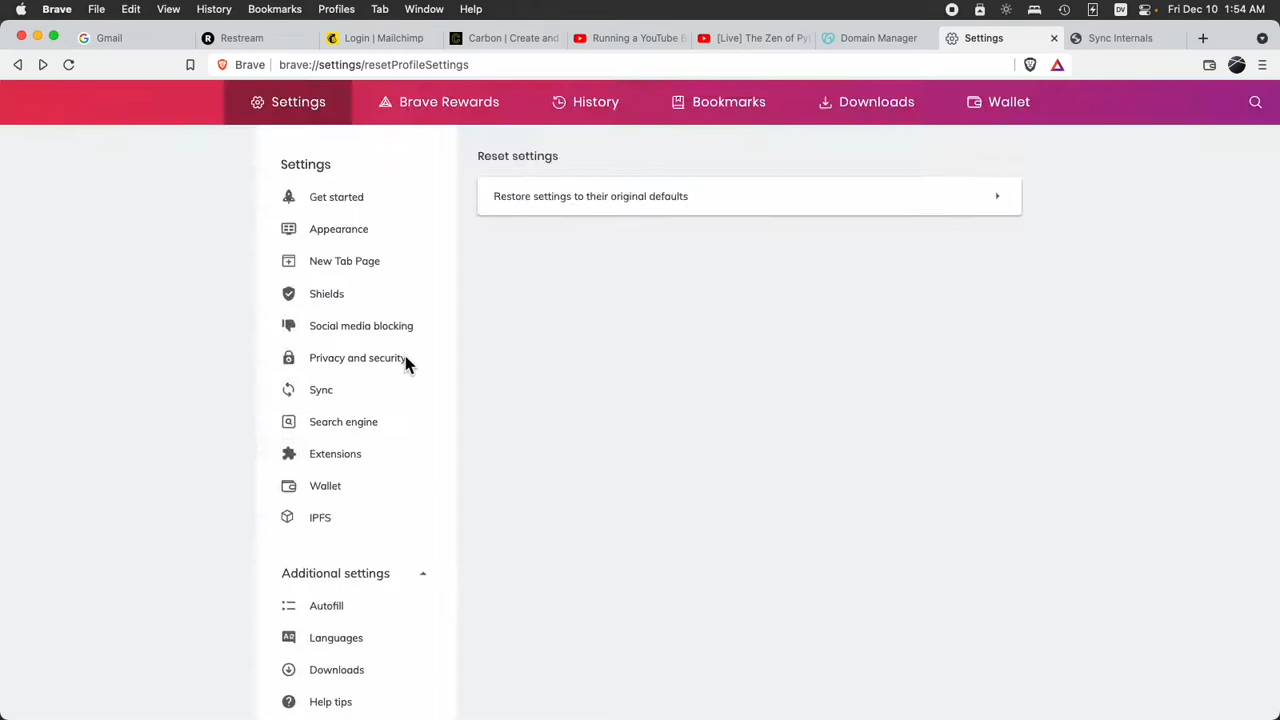 Brave File Edit View History Bookmarks Profiles Tab Window Help DV Fri Dec 10 1:54 AM
Gmail Restream Login | Mailchimp Carbon | Create and Running a YouTube B [Live] The Zen of Py Domain Manager Settings Sync Internals
Brave brave://settings/resetProfileSettings
Settings Brave Rewards History Bookmarks Downloads Wallet
Settings
Get started
Appearance
New Tab Page
Shields
Social media blocking
Privacy and security
Sync
Search engine
Extensions
Wallet
IPFS
Additional settings
Autofill
Languages
Downloads
Help tips
Reset settings
Restore settings to their original defaults